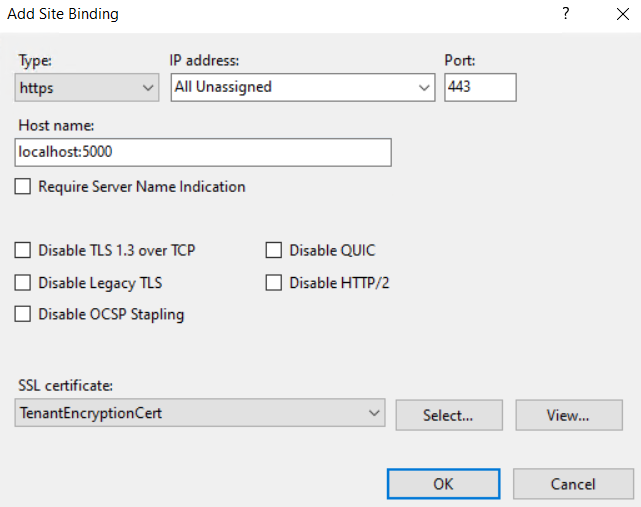 Add Site Binding
?
Type: IP address: Port:
https All Unassigned 443
Host name:
localhost:5000
Require Server Name Indication
Disable TLS 1.3 over TCP Disable QUIC
Disable Legacy TLS Disable HTTP/2
Disable OCSP Stapling
SSL certificate:
TenantEncryptionCert Select... View...
OK Cancel